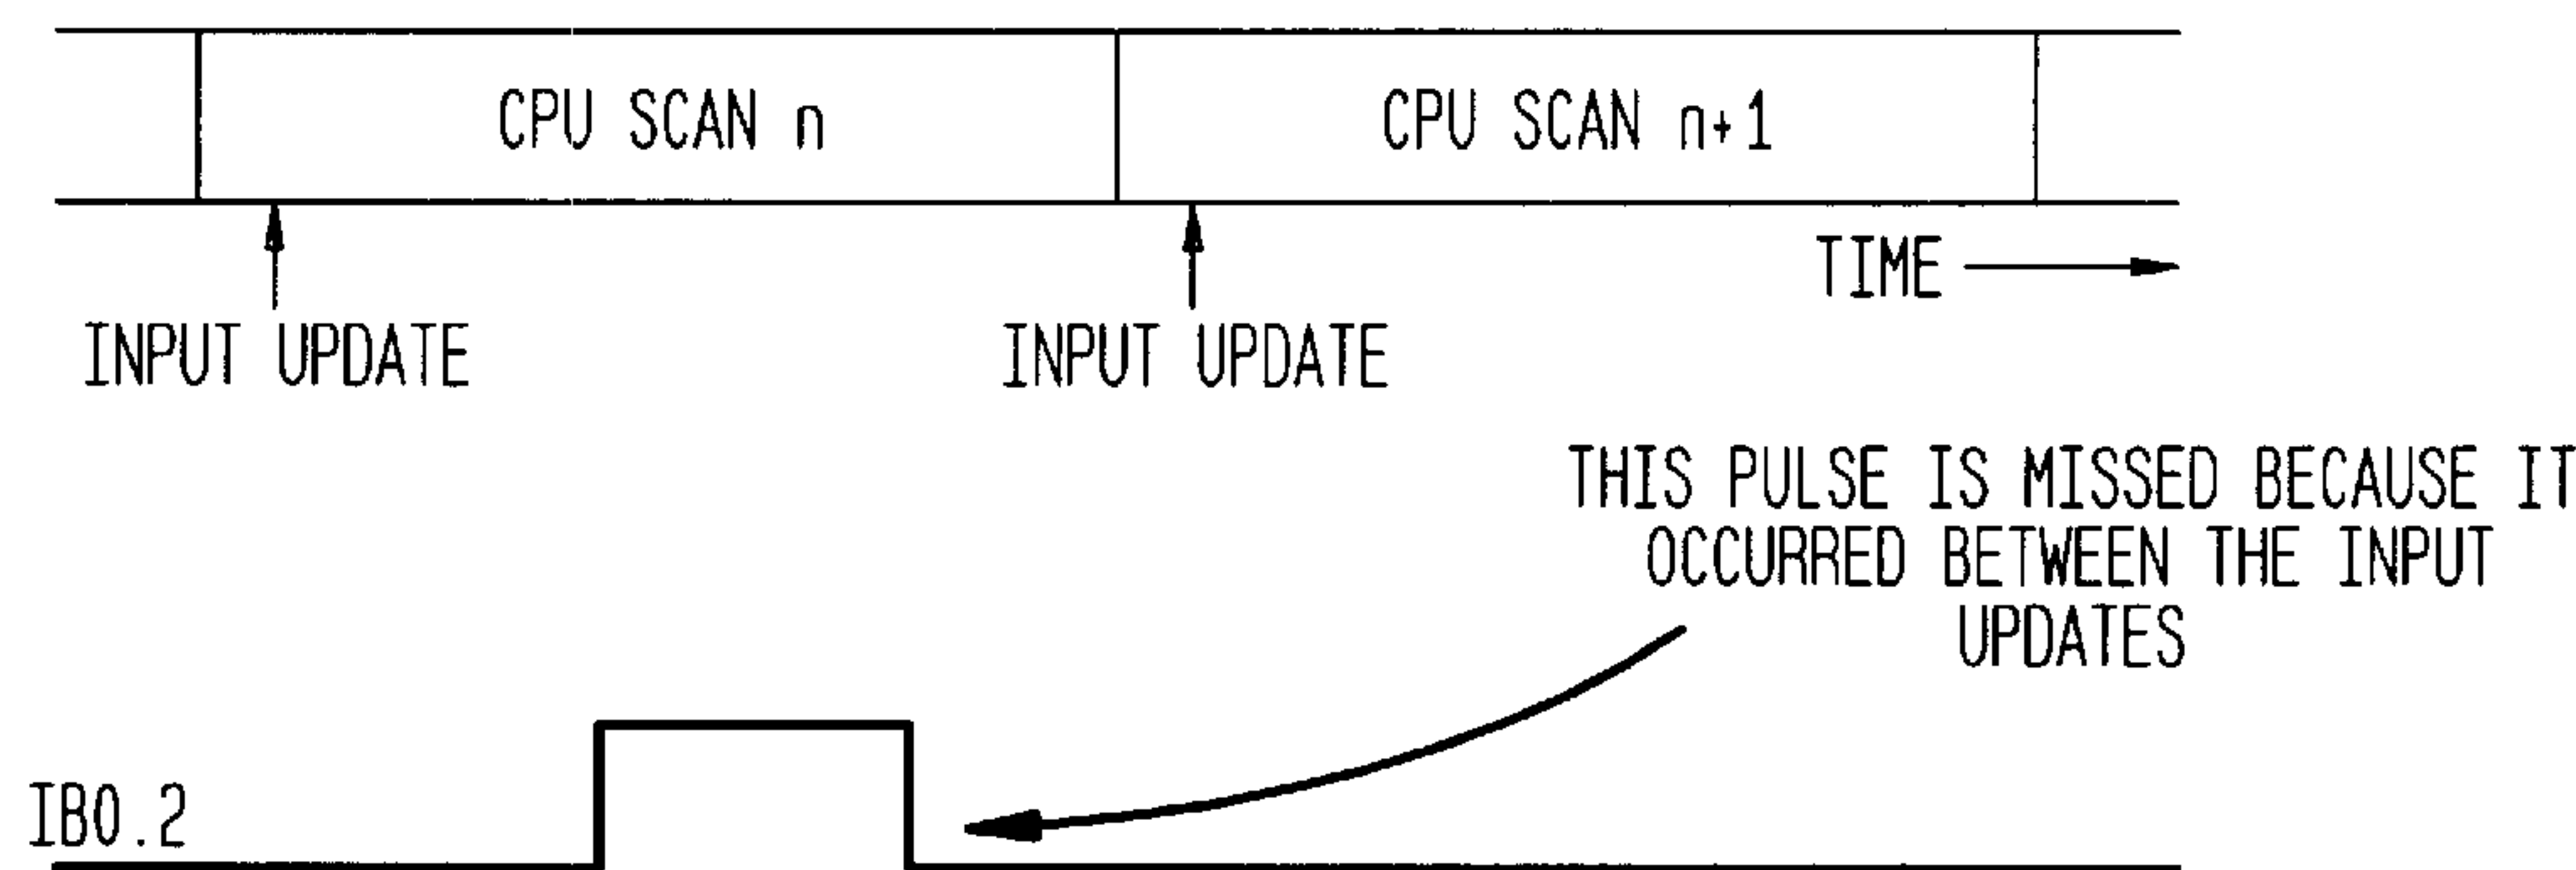 CPU SCAN n
CPU SCAN n+1
TIME
INPUT UPDATE
INPUT UPDATE
THIS PULSE IS MISSED BECAUSE IT
OCCURRED BETWEEN THE INPUT
UPDATES
IB0.2